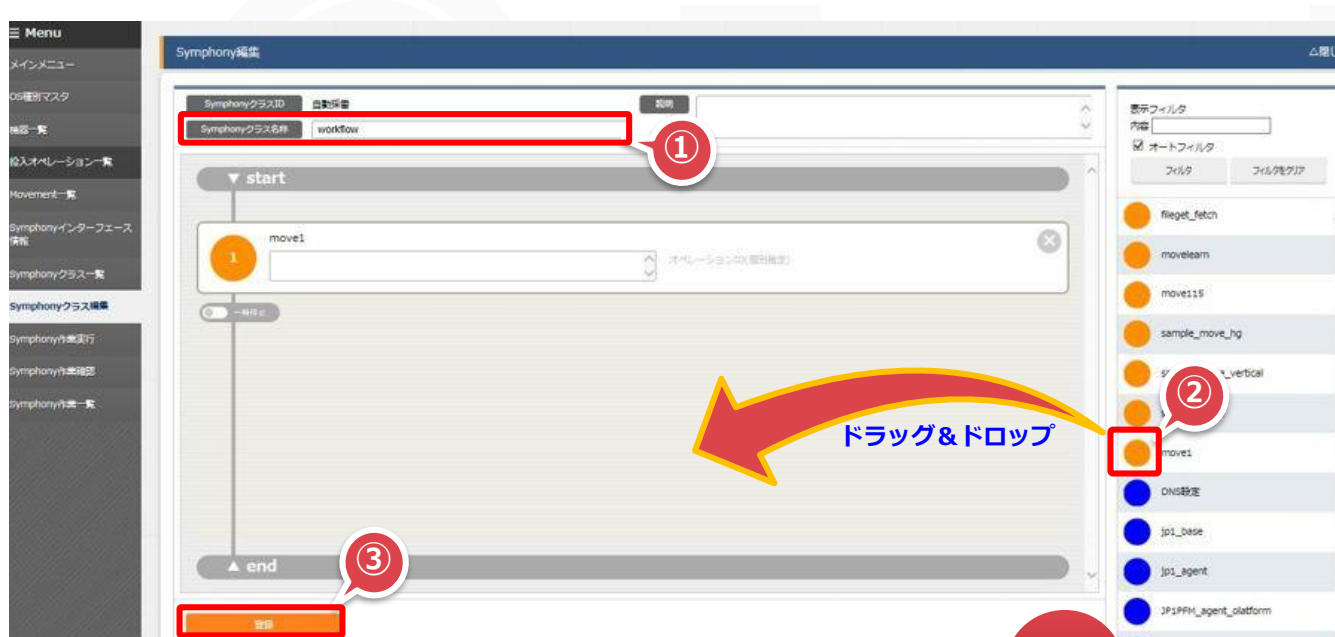 Menu
メインメニュー
OS種別マスタ
機器一覧
投入オペレーション一覧
Movement一覧
Symphonyインターフェース
情報
Symphonyクラス一覧
Symphonyクラス編集
Symphony作業実行
Symphony作業確認
Symphony作業一覧
Symphony編集
△閉じ
SymphonyクラスID 自動採番
説明
Symphonyクラス名称 workflow
①
▼ start
1
move1
オペレーションID(個別指定)
一時停止
ドラッグ&ドロップ
▲ end
③
登録
表示フィルタ
内容
オートフィルタ
フィルタ フィルタをクリア
fileget_fetch
movelearn
move115
sample_move_hg
_vertical
②
move1
DNS設定
jp1_base
jp1_agent
JP1PFM_agent_platform